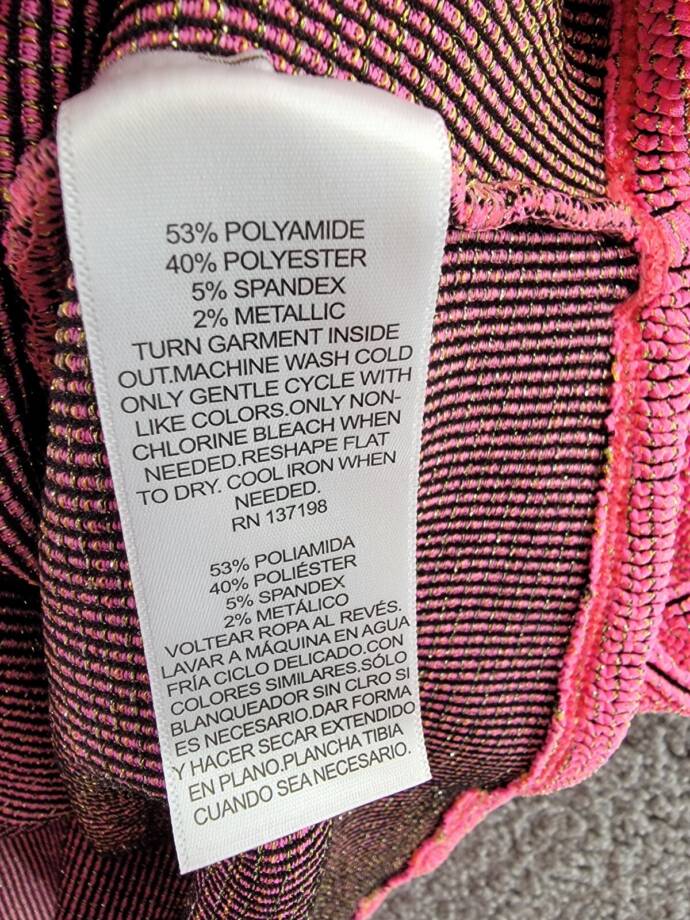 53% POLYAMIDE
40% POLYESTER
5% SPANDEX
2% METALLIC
TURN GARMENT INSIDE
OUT.MACHINE WASH COLD
ONLY GENTLE CYCLE WITH
LIKE COLORS.ONLY NON-
CHLORINE BLEACH WHEN
NEEDED.RESHAPE FLAT
TO DRY. COOL IRON WHEN
NEEDED.
RN 137198
53% POLIAMIDA
40% POLIÉSTER
5% SPANDEX
2% METÁLICO
VOLTEAR ROPA AL REVÉS.
LAVAR A MÁQUINA EN AGUA
FRÍA CICLO DELICADO.CON
COLORES SIMILARES.SÓLO
BLANQUEADOR SIN CLRO SI
ES NECESARIO.DAR FORMA
Y HACER SECAR EXTENDIDO
EN PLANO.PLANCHA TIBIA
CUANDO SEA NECESARIO.